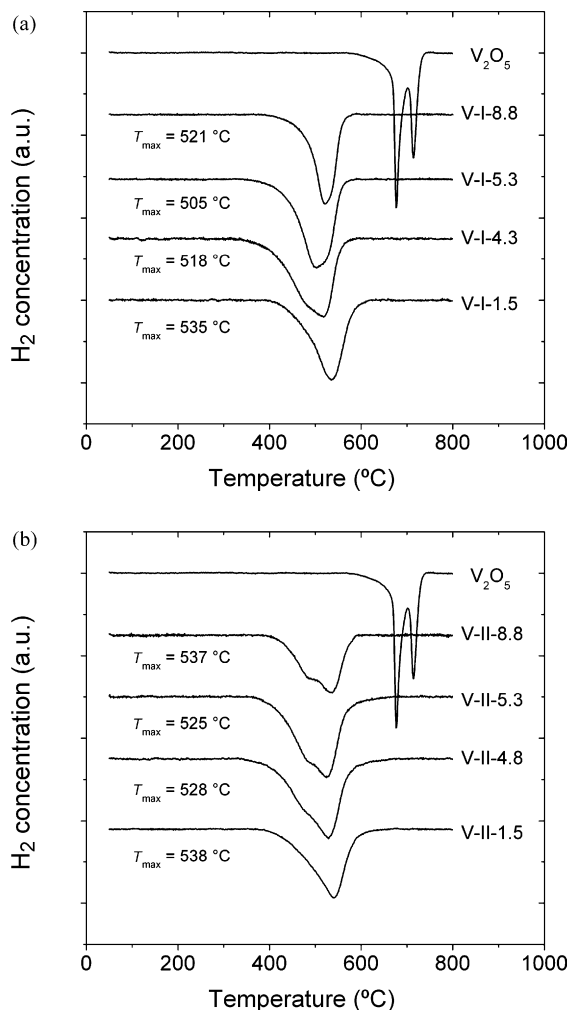 (a)
H2 concentration (a.u.)
V2O5
V-I-8.8
Tmax = 521 °C
V-I-5.3
Tmax = 505 °C
V-I-4.3
Tmax = 518 °C
V-I-1.5
Tmax = 535 °C
0 200 400 600 800 1000
Temperature (ºC)
(b)
H2 concentration (a.u.)
V2O5
V-II-8.8
Tmax = 537 °C
V-II-5.3
Tmax = 525 °C
V-II-4.8
Tmax = 528 °C
V-II-1.5
Tmax = 538 °C
0 200 400 600 800 1000
Temperature (ºC)